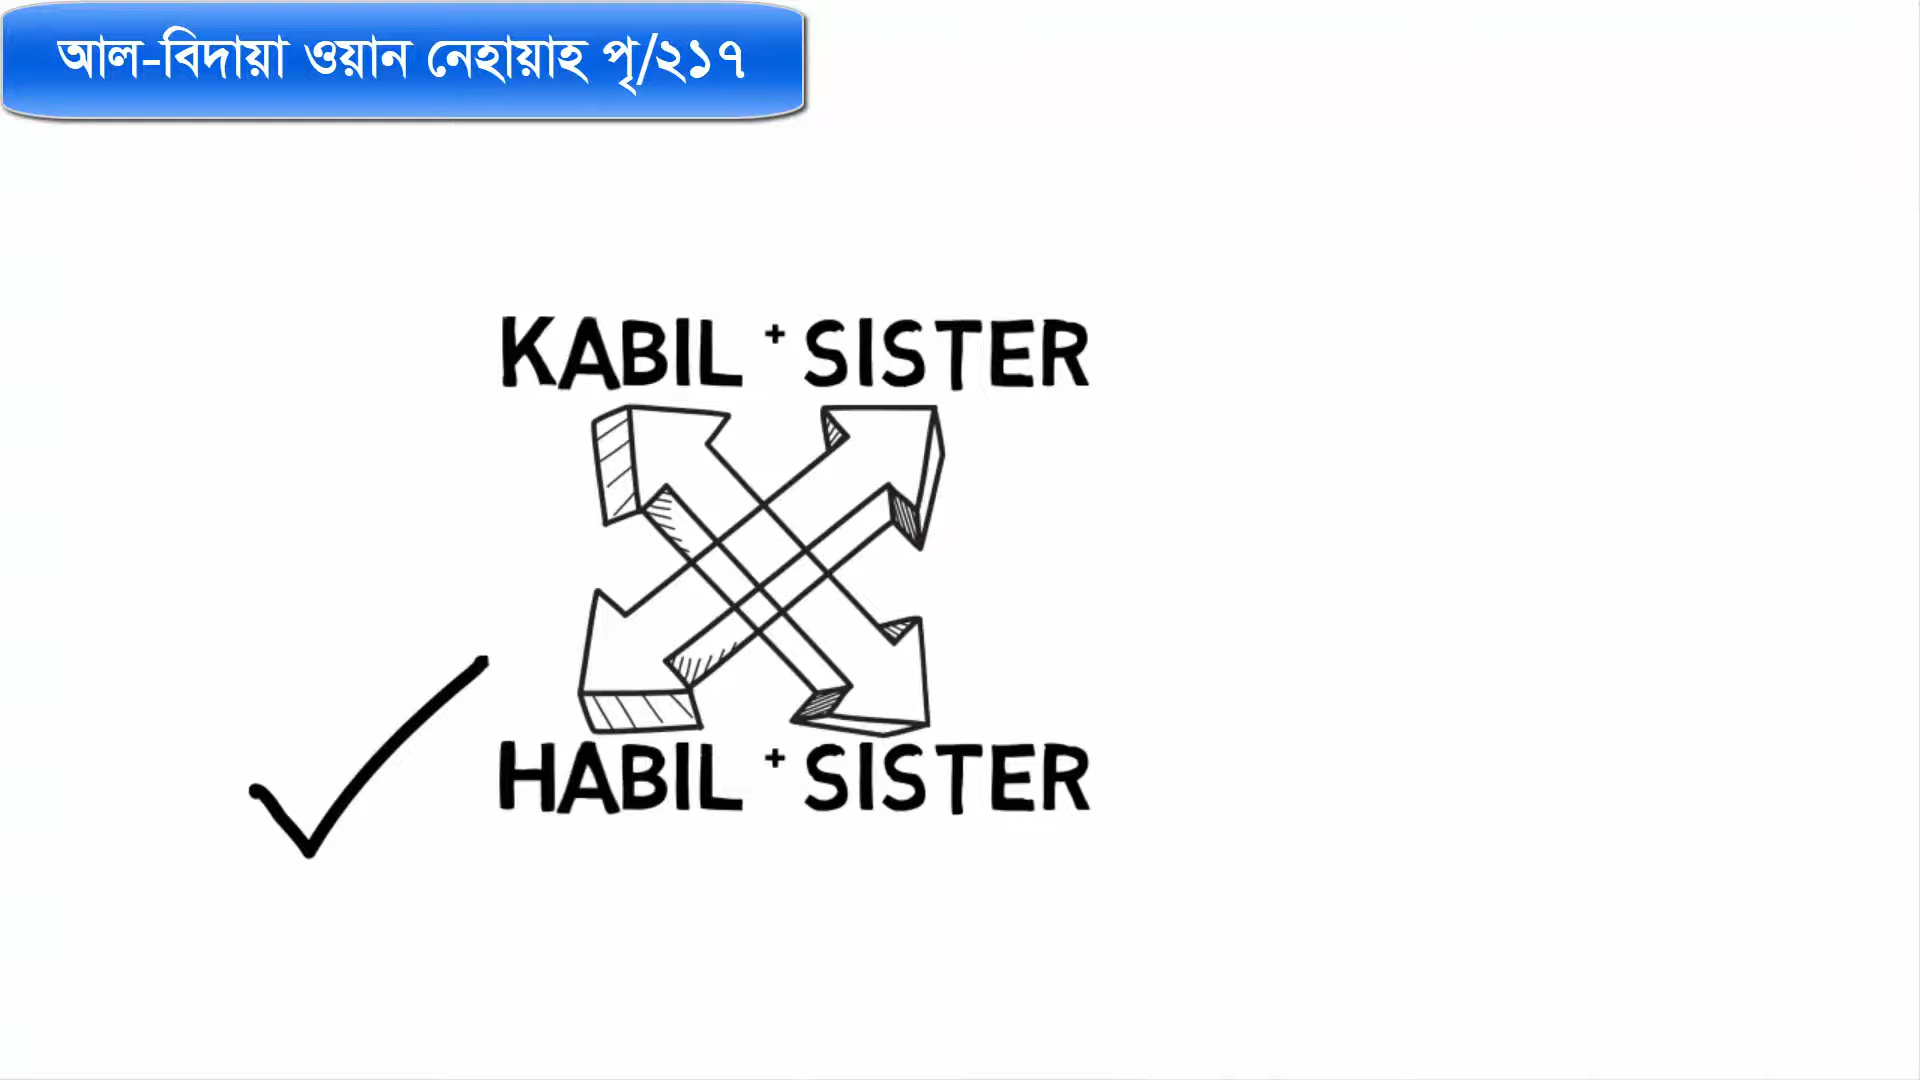 আল-বিদায়া ওয়ান নেহায়াহ পৃ/২১৭
KABIL + SISTER
HABIL + SISTER